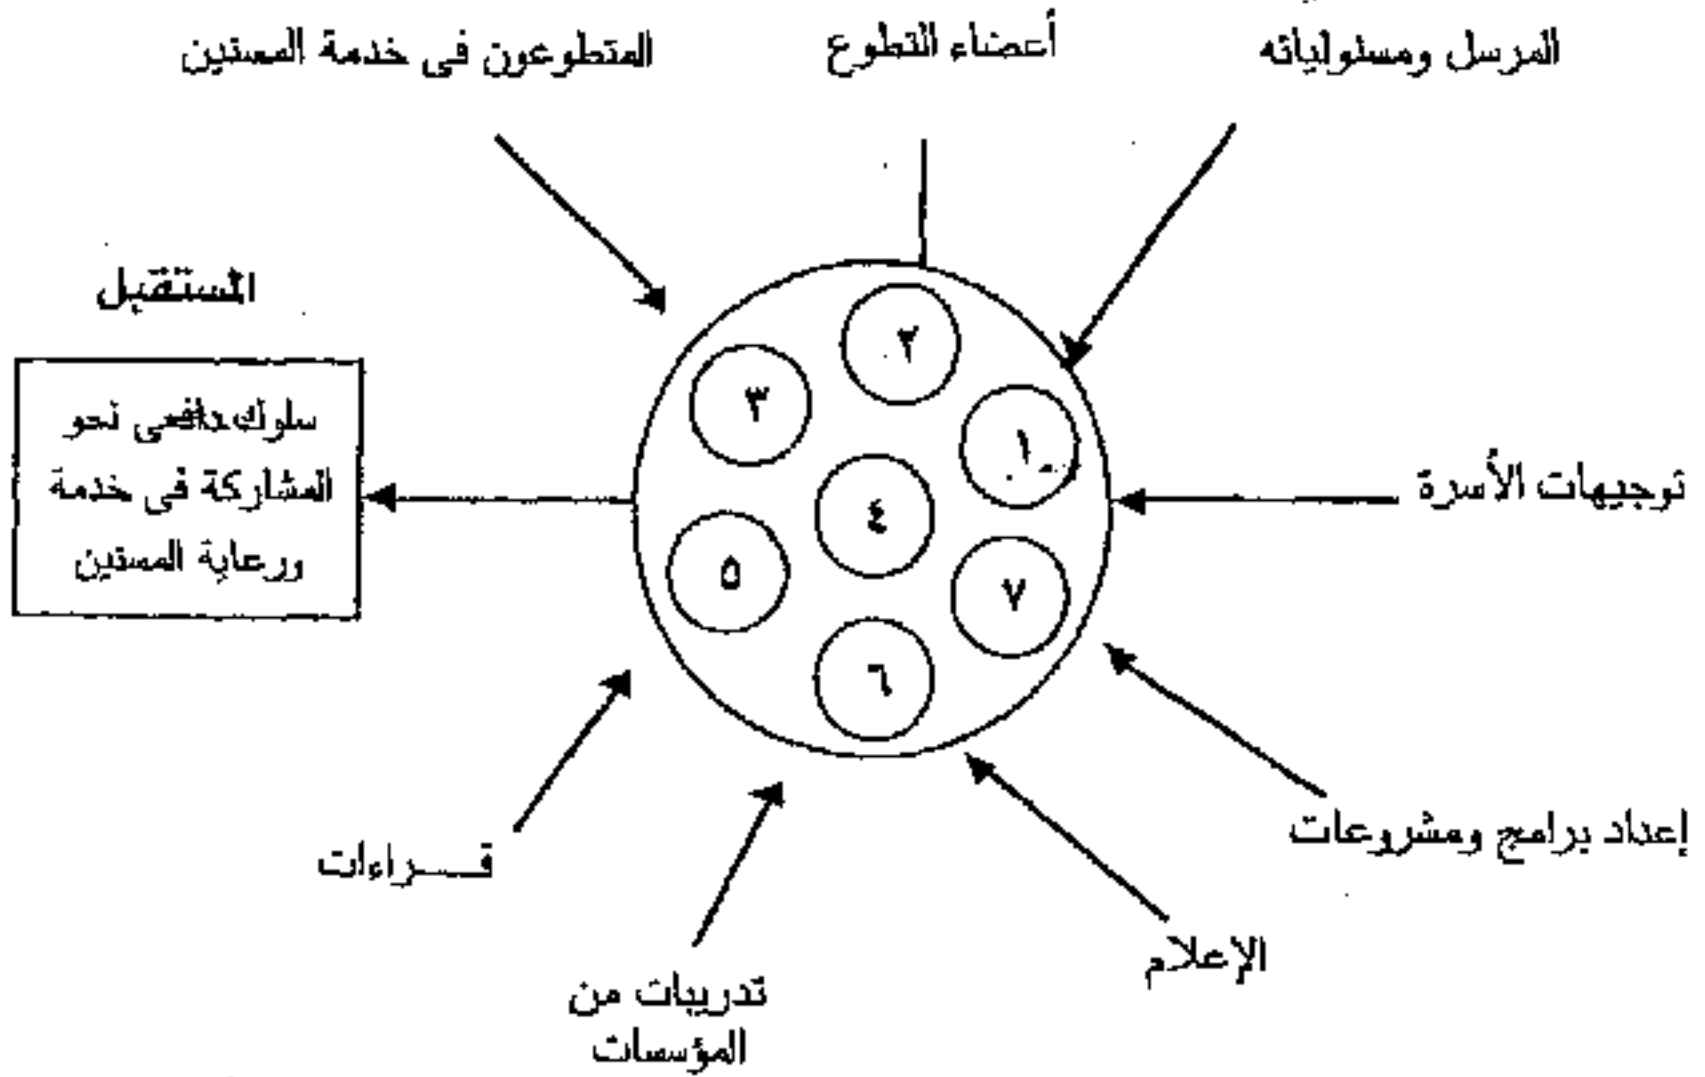 المرسل ومسئولياته
أعضاء التطوع
المتطوعون فى خدمة المسنين
المستقبل
سلوك دافعى نحو
المشاركة فى خدمة
ورعاية المسنين
٢
٣
١
٤
٥
٧
٦
توجيهات الأسرة
إعداد برامج ومشروعات
قـــراءات
الإعلام
تدريبات من
المؤسسات